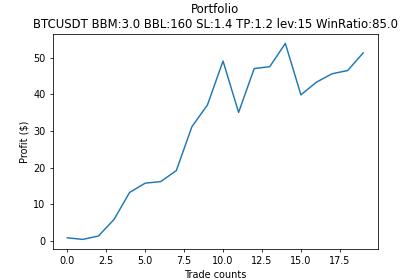 Portfolio
BTCUSDT BBM:3.0 BBL:160 SL:1.4 TP:1.2 lev:15 WinRatio:85.0
50
40
30
20
10
0
Profit ($)
0.0 2.5 5.0 7.5 10.0 12.5 15.0 17.5
Trade counts